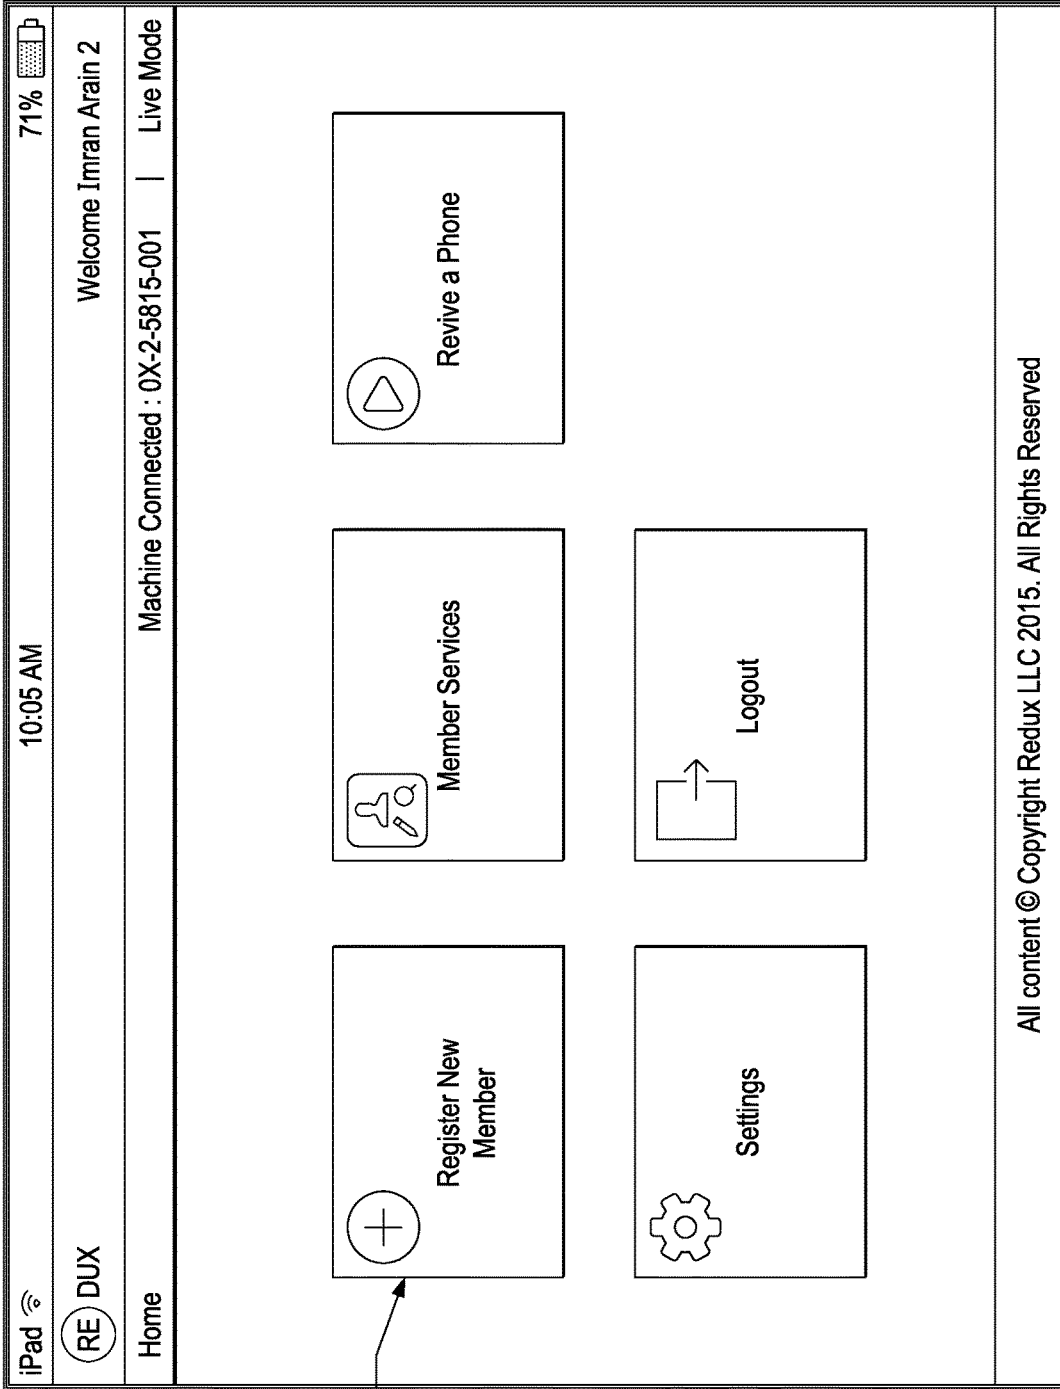 iPad 10:05 AM 71%
RE DUX Welcome Imran Arain 2
Home Machine Connected : 0X-2-5815-001 | Live Mode
Register New
Member
Member Services
Revive a Phone
Settings
Logout
All content © Copyright Redux LLC 2015. All Rights Reserved